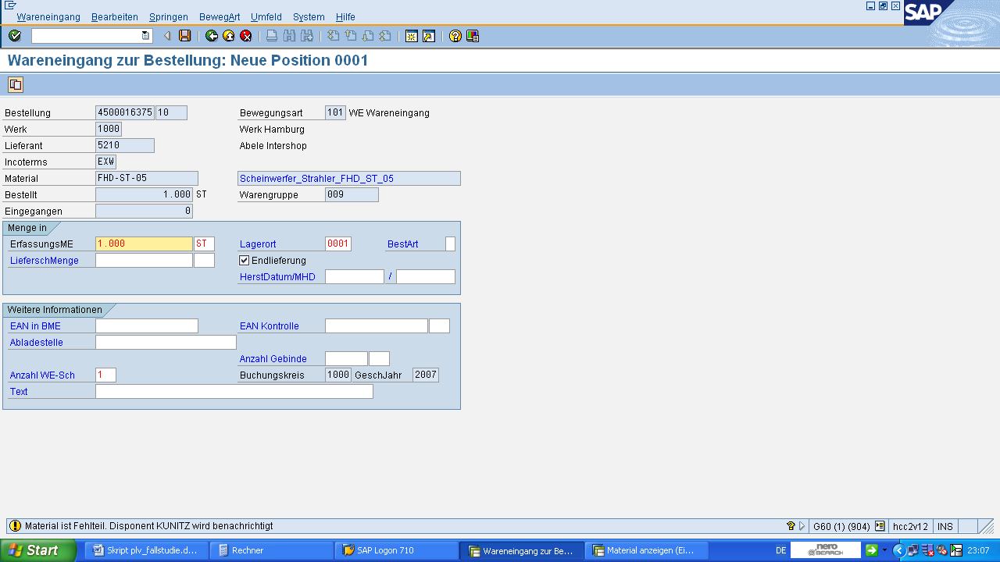 Wareneingang Bearbeiten Springen BewegArt Umfeld System Hilfe
SAP
Wareneingang zur Bestellung: Neue Position 0001
Bestellung 4500016375 10 Bewegungsart 101 WE Wareneingang
Werk 1000 Werk Hamburg
Lieferant 5210 Abele Intershop
Incoterms EXW
Material FHD-ST-05 Scheinwerfer_Strahler_FHD_ST_05
Bestellt 1.000 ST Warengruppe 009
Eingegangen 0
Menge in
ErfassungsME 1.000 ST Lagerort 0001 BestArt
LieferschMenge Endlieferung
HerstDatum/MHD /
Weitere Informationen
EAN in BME EAN Kontrolle
Abladestelle
Anzahl Gebinde
Anzahl WE-Sch 1 Buchungskreis 1000 GeschJahr 2007
Text
Material ist Fehlteil. Disponent KUNITZ wird benachrichtigt G60 (1) (904) hcc2v12 INS
Start Skript plv_fallstudie.d... Rechner SAP Logon 710 Wareneingang zur Be... Material anzeigen (Ei... DE nero @SEARCH 23:07